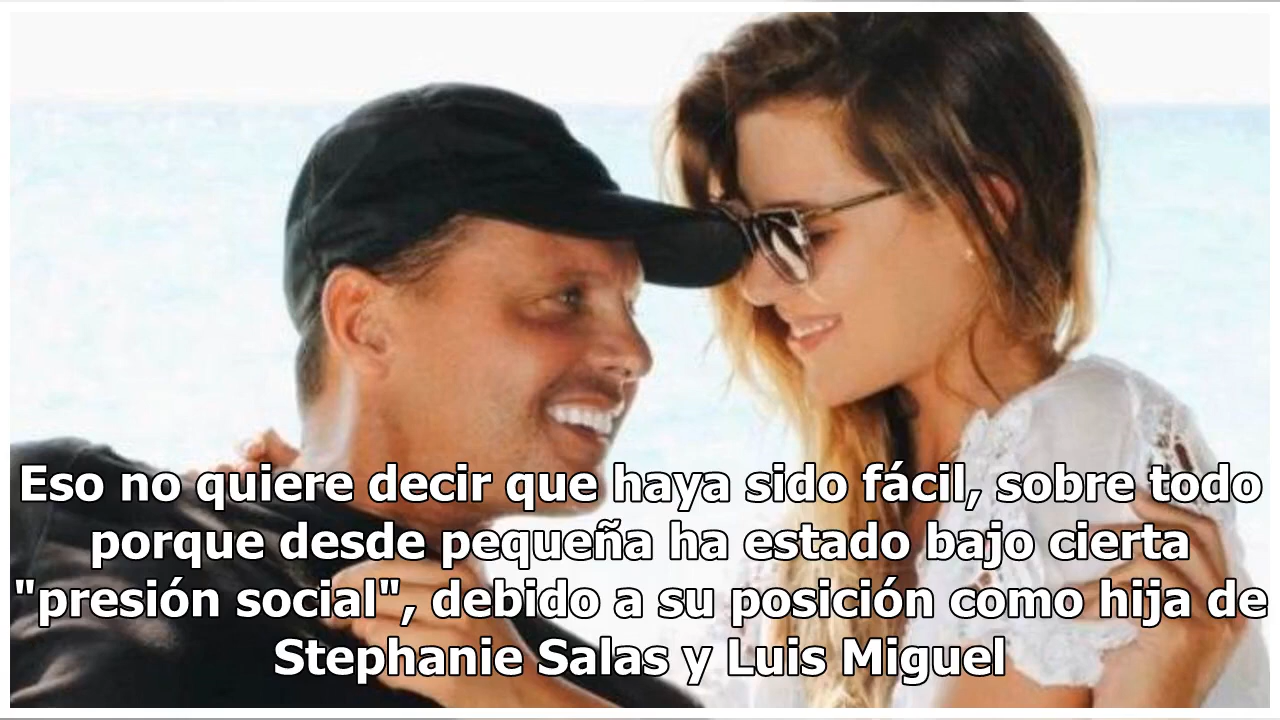 Eso no quiere decir que haya sido fácil, sobre todo
porque desde pequeña ha estado bajo cierta
"presión social", debido a su posición como hija de
Stephanie Salas y Luis Miguel